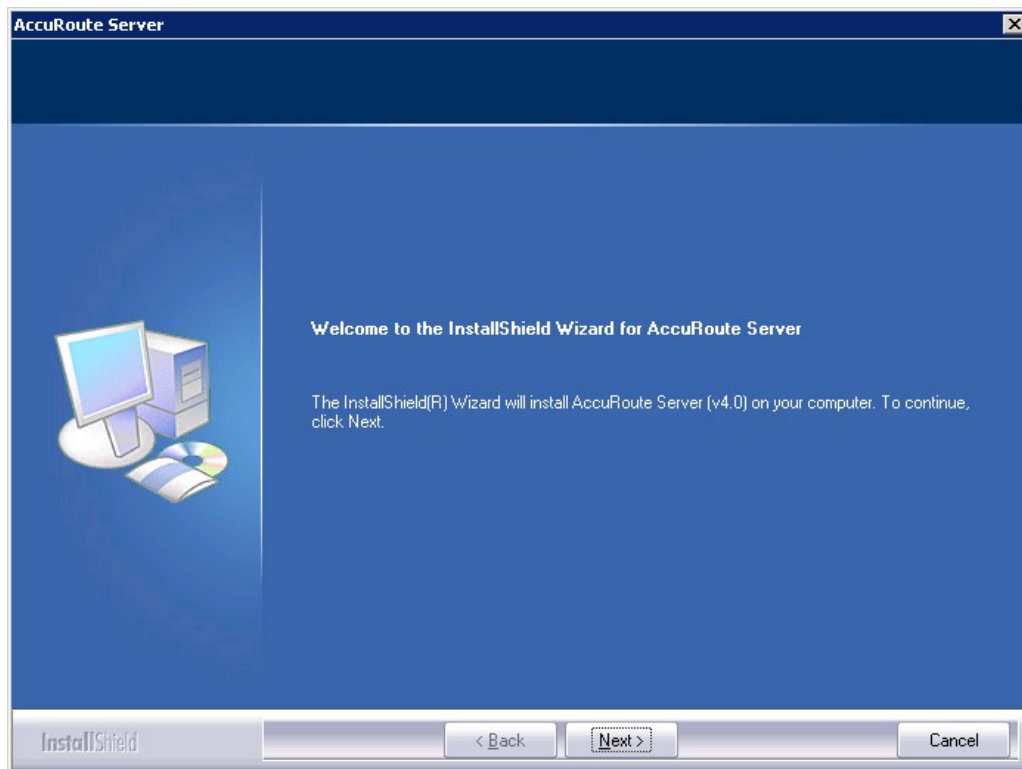 AccuRoute Server
Welcome to the InstallShield Wizard for AccuRoute Server
The InstallShield(R) Wizard will install AccuRoute Server (v4.0) on your computer. To continue,
click Next.
InstallShield
< Back
Next >
Cancel